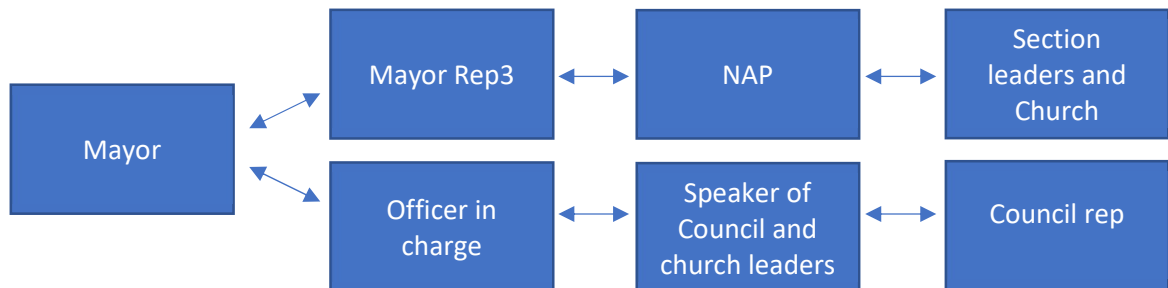 Mayor
Mayor Rep3
NAP
Section
leaders and
Church
Officer in
charge
Speaker of
Council and
church leaders
Council rep